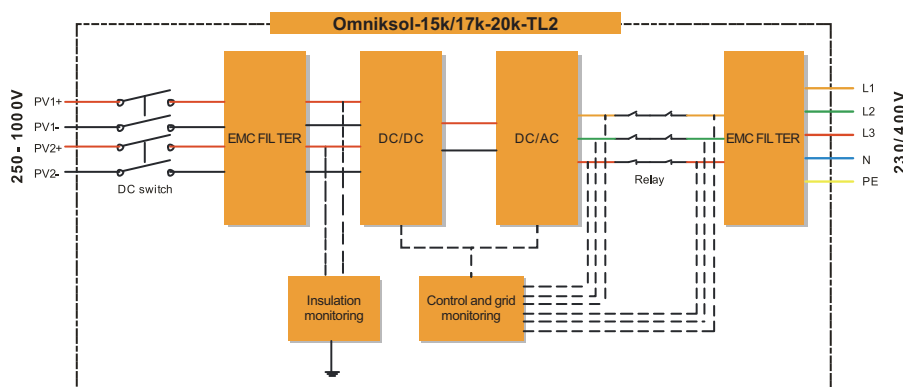 Omniksol-15k/17k-20k-TL2
250-1000V
PV1+
PV1-
PV2+
PV2-
DC switch
EMC FILTER
DC/DC
DC/AC
Relay
EMC FILTER
L1
L2
L3
N
PE
230/400V
Insulation
monitoring
Control and grid
monitoring